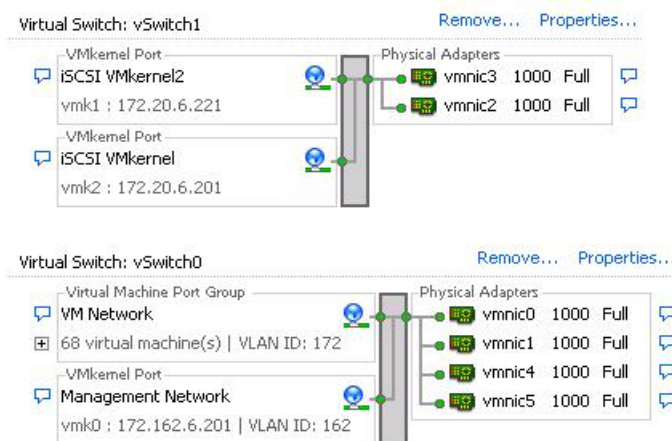 Virtual Switch: vSwitch1
Remove... Properties...
VMkernel Port
iSCSI VMkernel2
vmk1 : 172.20.6.221
VMkernel Port
iSCSI VMkernel
vmk2 : 172.20.6.201
Physical Adapters
vmnic3 1000 Full
vmnic2 1000 Full
Virtual Switch: vSwitch0
Remove... Properties...
Virtual Machine Port Group
VM Network
68 virtual machine(s) | VLAN ID: 172
VMkernel Port
Management Network
vmk0 : 172.162.6.201 | VLAN ID: 162
Physical Adapters
vmnic0 1000 Full
vmnic1 1000 Full
vmnic4 1000 Full
vmnic5 1000 Full